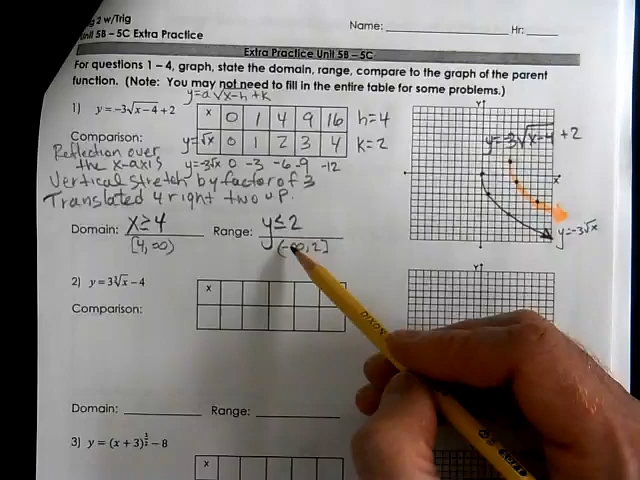 g 2 w/Trig
Unit 5B – 5C Extra Practice
Name: Hr:
Extra Practice Unit 5B – 5C
For questions 1 – 4, graph, state the domain, range, compare to the graph of the parent
function. (Note: You may not need to fill in the entire table for some problems.)
y=a√x-h +k
1) y = -3√x-4 + 2
x 0 1 4 9 16
h=4
Comparison:
y=√x 0 1 2 3 4
k=2
Reflection over
the x-axis
y=-3√x 0 -3 -6 -9 -12
Vertical stretch by factor of 3
Translated 4 right two up.
Domain: x≥4 Range: y≤2
[4,∞) (-∞,2]
y
y=-3√x-4 +2
x
y=-3√x
2) y = 3∛x – 4
x
Comparison:
y
DIXON
Domain: Range:
3) y = (x + 3)^½ – 8
x